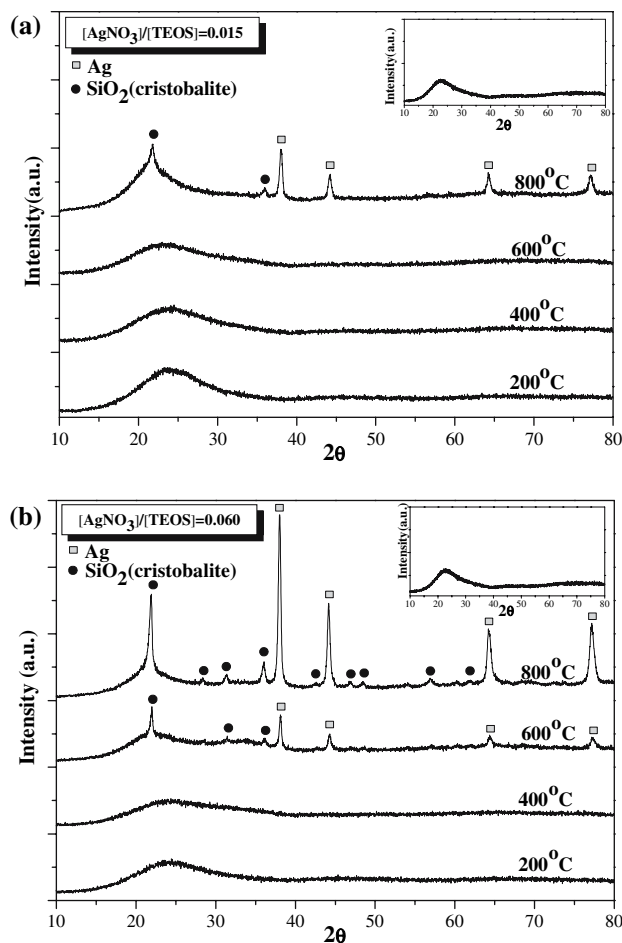 (a)
[AgNO3]/[TEOS]=0.015
Ag
SiO2(cristobalite)
Intensity(a.u.)
10 20 30 40 50 60 70 80
2θ
800°C
600°C
400°C
200°C
Intensity(a.u.)
10 20 30 40 50 60 70 80
2θ
(b)
[AgNO3]/[TEOS]=0.060
Ag
SiO2(cristobalite)
Intensity(a.u.)
10 20 30 40 50 60 70 80
2θ
800°C
600°C
400°C
200°C
Intensity (a.u.)
10 20 30 40 50 60 70 80
2θ